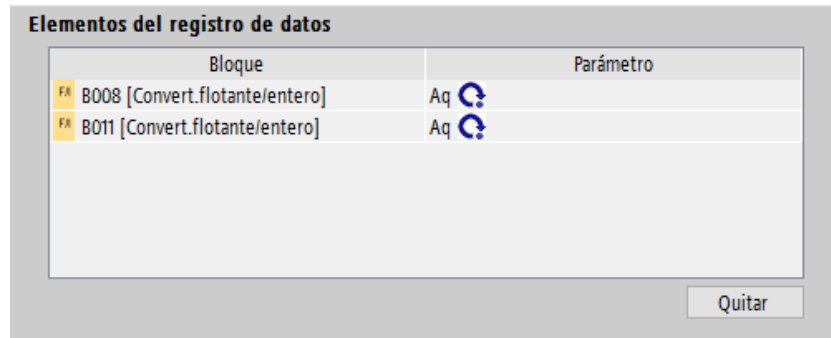 Elementos del registro de datos
Bloque Parámetro
F/I B008 [Convert.flotante/entero] Aq
F/I B011 [Convert.flotante/entero] Aq
Quitar